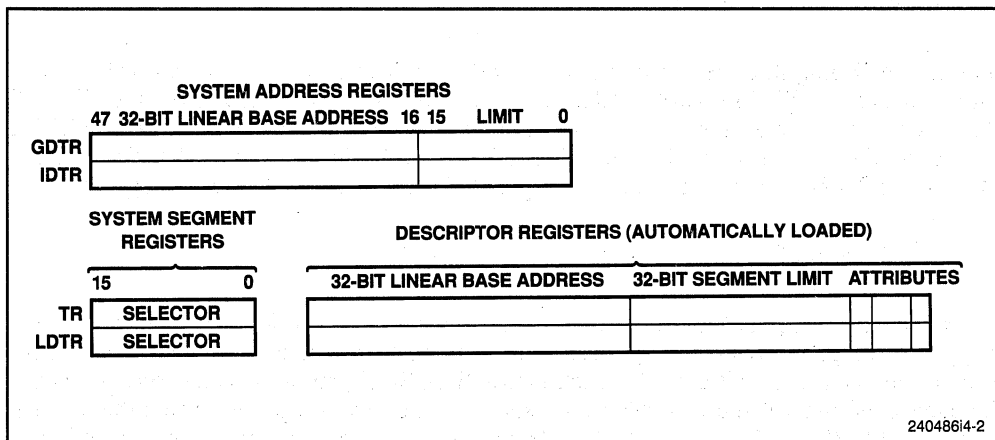 SYSTEM ADDRESS REGISTERS
47 32-BIT LINEAR BASE ADDRESS 16 15 LIMIT 0
GDTR
IDTR
SYSTEM SEGMENT
REGISTERS
DESCRIPTOR REGISTERS (AUTOMATICALLY LOADED)
15 0 32-BIT LINEAR BASE ADDRESS 32-BIT SEGMENT LIMIT ATTRIBUTES
TR SELECTOR
LDTR SELECTOR
240486i4-2